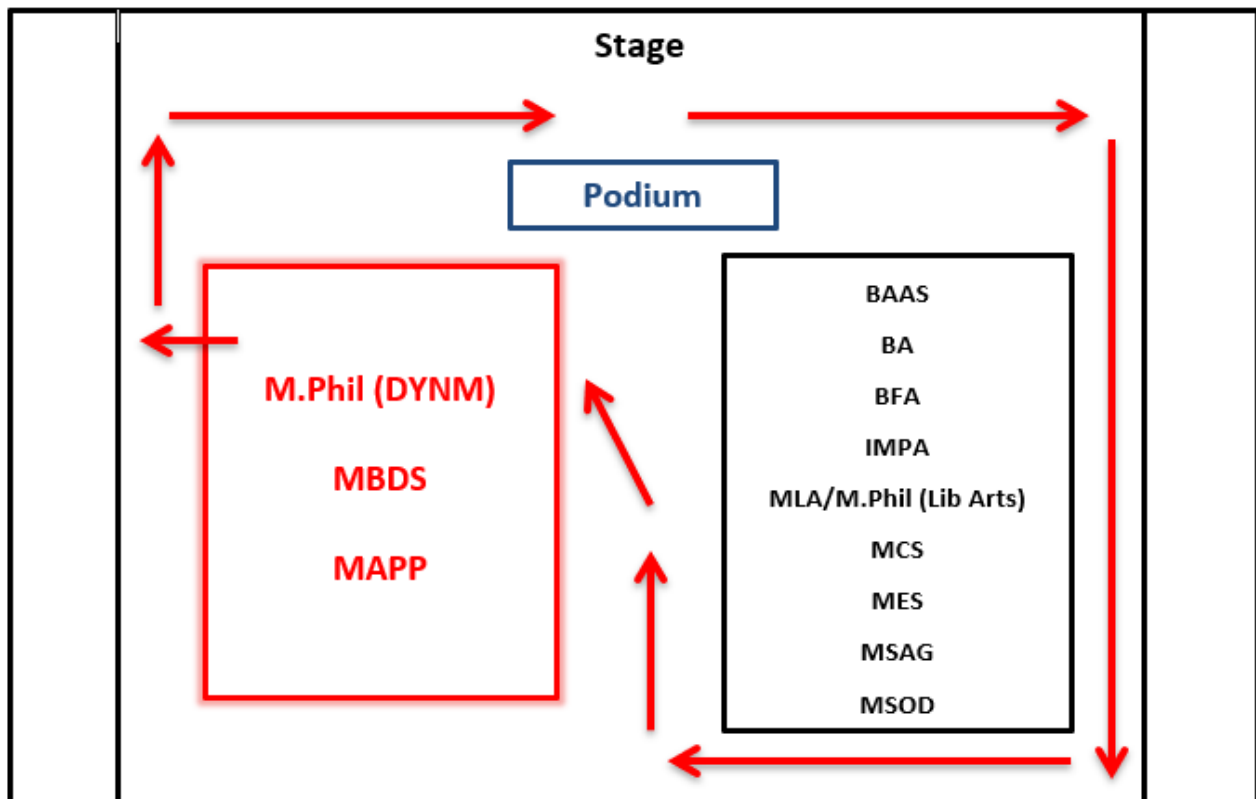 Stage
Podium
M.Phil (DYNM)
MBDS
MAPP
BAAS
BA
BFA
IMPA
MLA/M.Phil (Lib Arts)
MCS
MES
MSAG
MSOD